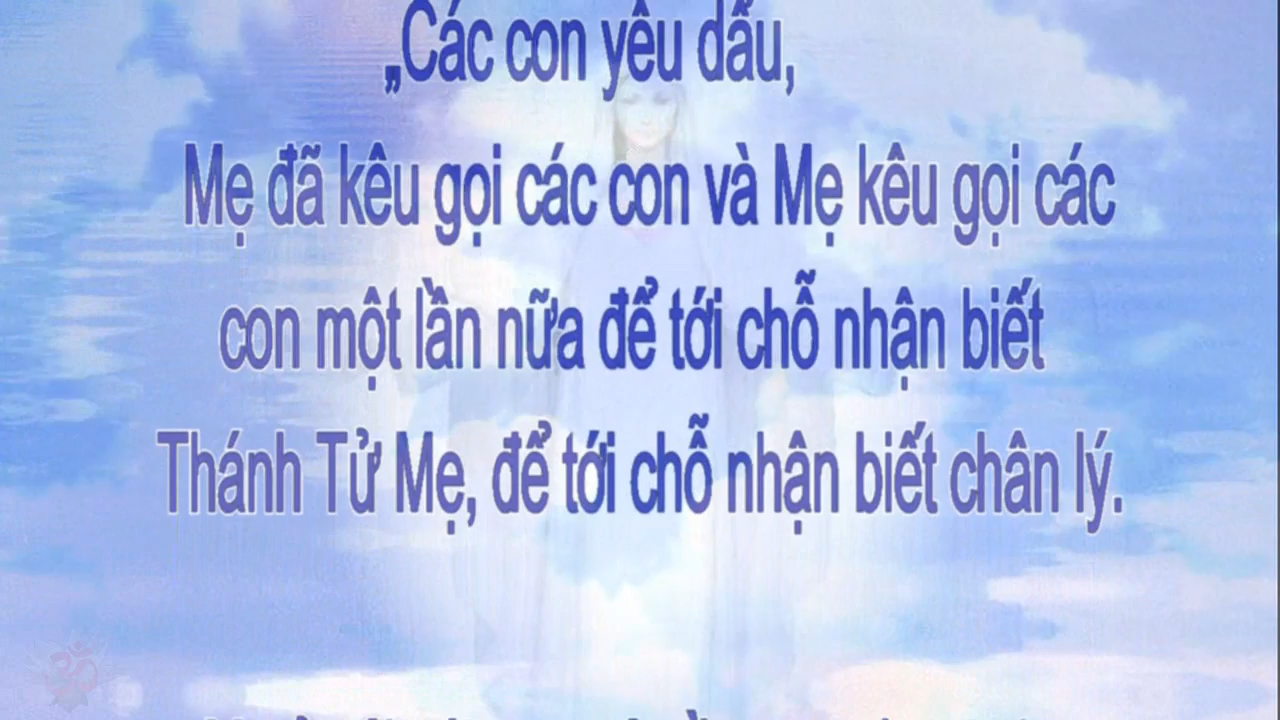 „Các con yêu dấu,
Mẹ đã kêu gọi các con và Mẹ kêu gọi các
con một lần nữa để tới chỗ nhận biết
Thánh Tử Mẹ, để tới chỗ nhận biết chân lý.